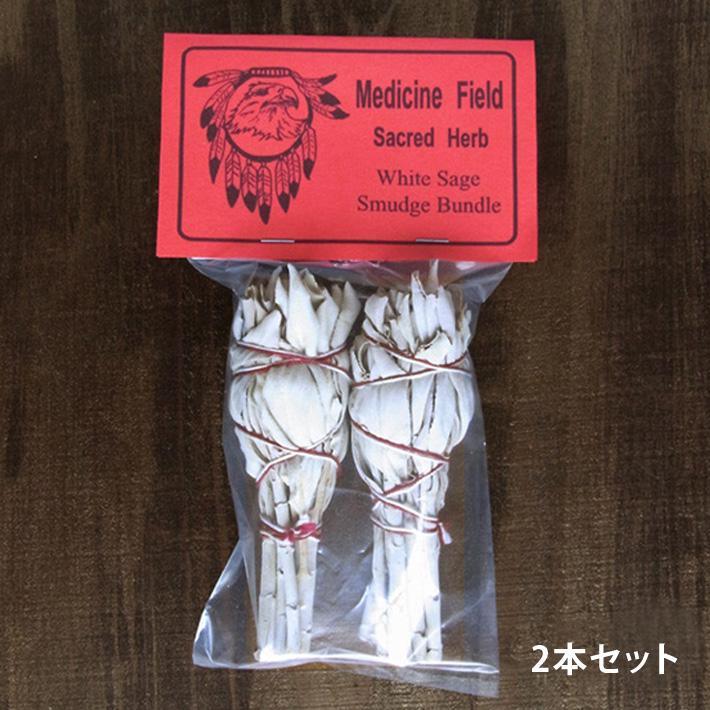 Medicine Field
Sacred Herb
White Sage
Smudge Bundle
2本セット